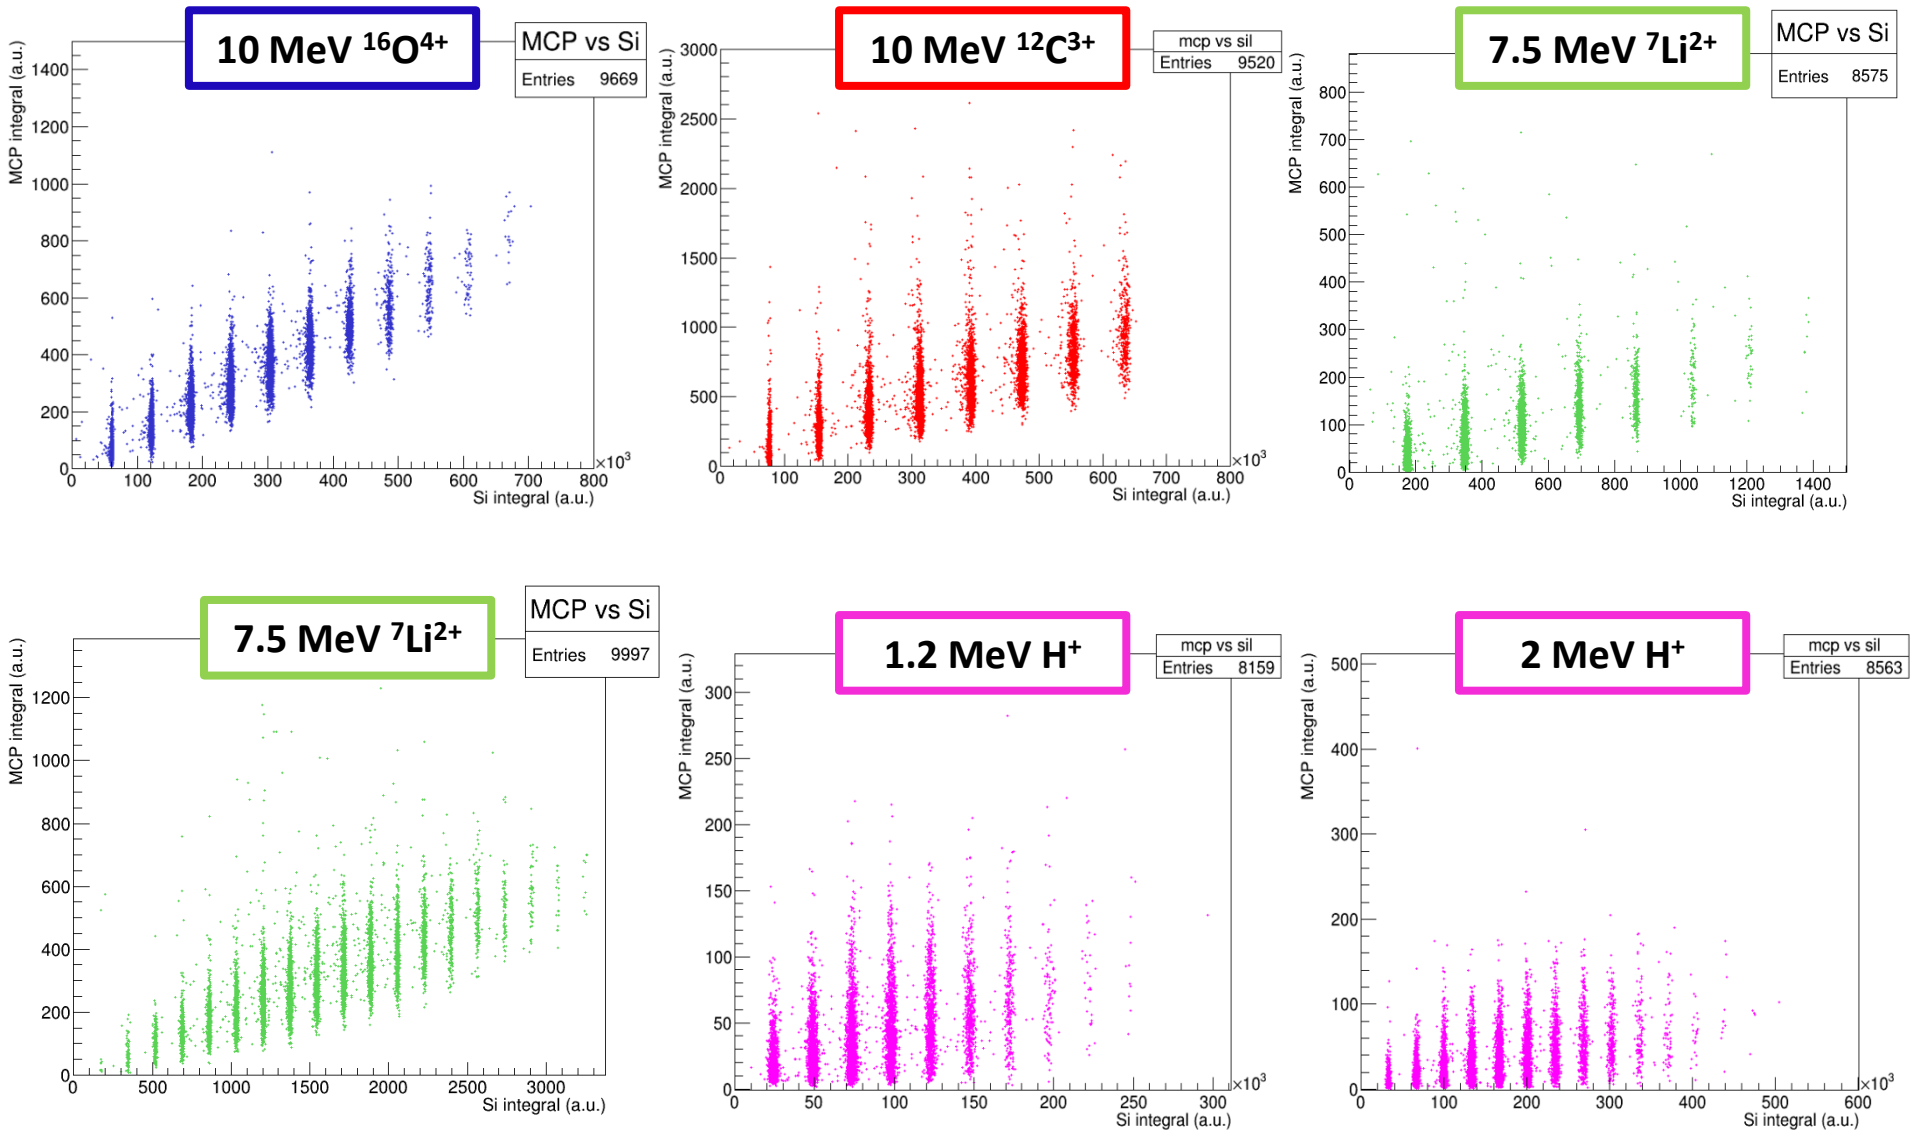 10 MeV ¹⁶O⁴⁺
MCP vs Si
Entries 9669
MCP integral (a.u.)
1400
1200
1000
800
600
400
200
0
0 100 200 300 400 500 600 700 800
×10³
Si integral (a.u.)
10 MeV ¹²C³⁺
mcp vs sil
Entries 9520
MCP integral (a.u.)
3000
2500
2000
1500
1000
500
0
0 100 200 300 400 500 600 700 800
×10³
Si integral (a.u.)
7.5 MeV ⁷Li²⁺
MCP vs Si
Entries 8575
MCP integral (a.u.)
800
700
600
500
400
300
200
100
0
0 200 400 600 800 1000 1200 1400
Si integral (a.u.)
7.5 MeV ⁷Li²⁺
MCP vs Si
Entries 9997
MCP integral (a.u.)
1200
1000
800
600
400
200
0
0 500 1000 1500 2000 2500 3000
Si integral (a.u.)
1.2 MeV H⁺
mcp vs sil
Entries 8159
MCP integral (a.u.)
300
250
200
150
100
50
0
0 50 100 150 200 250 300
×10³
Si integral (a.u.)
2 MeV H⁺
mcp vs sil
Entries 8563
MCP integral (a.u.)
500
400
300
200
100
0
0 100 200 300 400 500 600
×10³
Si integral (a.u.)